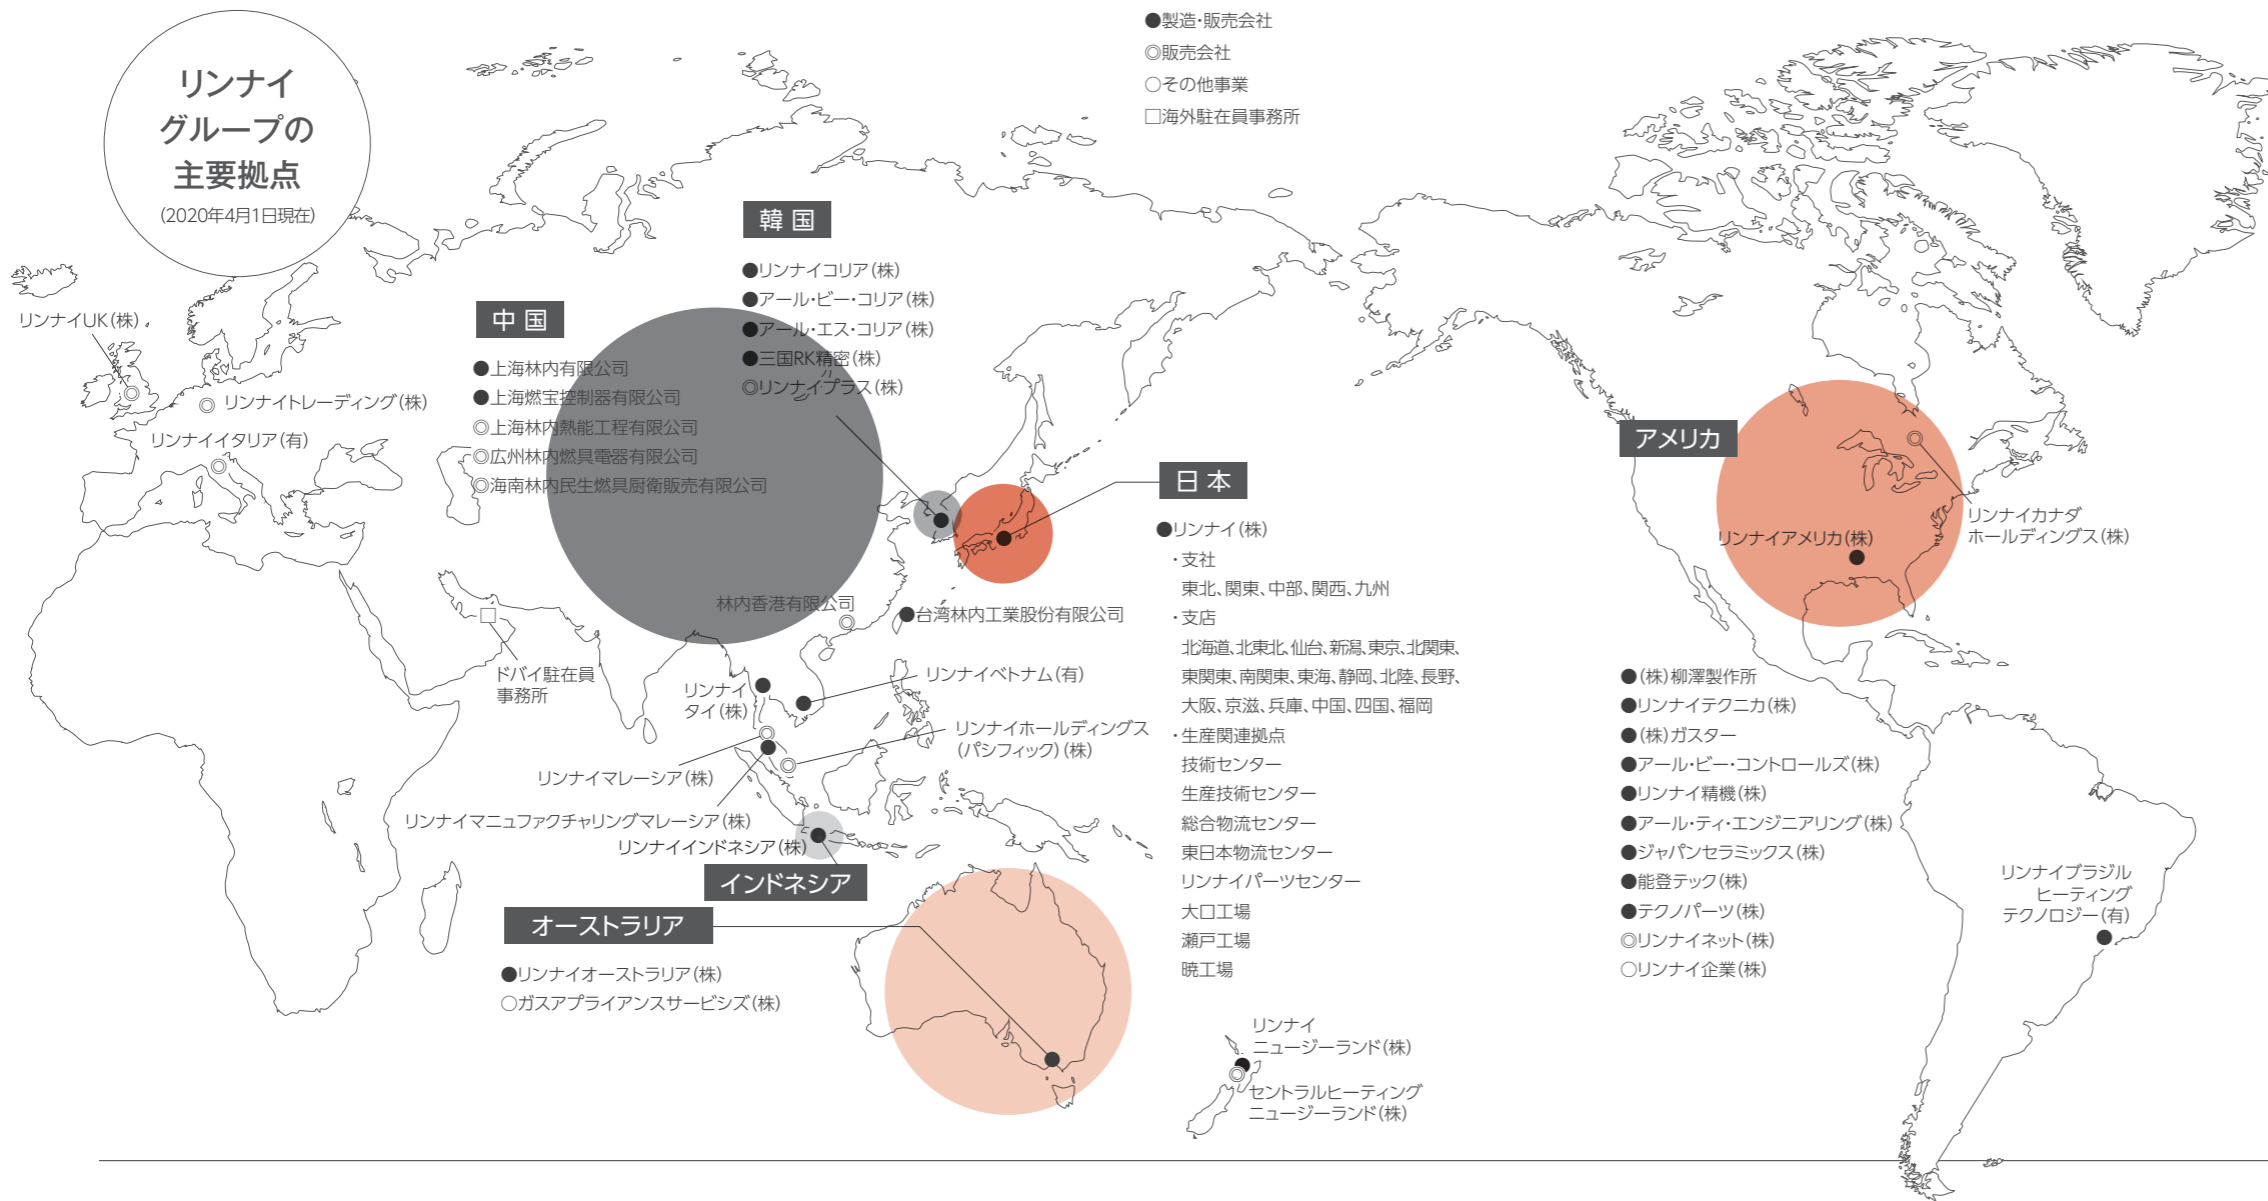 リンナイ
グループの
主要拠点
(2020年4月1日現在)
●製造・販売会社
◎販売会社
○その他事業
□海外駐在員事務所
リンナイUK(株)
リンナイトレーディング(株)
リンナイイタリア(有)
中国
●上海林内有限公司
●上海燃宝控制器有限公司
◎上海林内熱能工程有限公司
◎広州林内燃具電器有限公司
◎海南林内民生燃具厨衛販売有限公司
韓国
●リンナイコリア(株)
●アール・ビー・コリア(株)
●アール・エス・コリア(株)
●三国RK精密(株)
◎リンナイプラス(株)
林内香港有限公司
●台湾林内工業股份有限公司
ドバイ駐在員
事務所
リンナイ
タイ(株)
リンナイベトナム(有)
リンナイホールディングス
(パシフィック)(株)
リンナイマレーシア(株)
リンナイマニュファクチャリングマレーシア(株)
リンナイインドネシア(株)
インドネシア
オーストラリア
●リンナイオーストラリア(株)
○ガスアプライアンスサービシズ(株)
日本
●リンナイ(株)
・支社
東北、関東、中部、関西、九州
・支店
北海道、北東北、仙台、新潟、東京、北関東、
東関東、南関東、東海、静岡、北陸、長野、
大阪、京滋、兵庫、中国、四国、福岡
・生産関連拠点
技術センター
生産技術センター
総合物流センター
東日本物流センター
リンナイパーツセンター
大口工場
瀬戸工場
暁工場
リンナイ
ニュージーランド(株)
セントラルヒーティング
ニュージーランド(株)
アメリカ
リンナイアメリカ(株)
リンナイカナダ
ホールディングス(株)
●(株)柳澤製作所
●リンナイテクニカ(株)
●(株)ガスター
●アール・ビー・コントロールズ(株)
●リンナイ精機(株)
●アール・ティ・エンジニアリング(株)
●ジャパンセラミックス(株)
●能登テック(株)
●テクノパーツ(株)
◎リンナイネット(株)
○リンナイ企業(株)
リンナイブラジル
ヒーティング
テクノロジー(有)